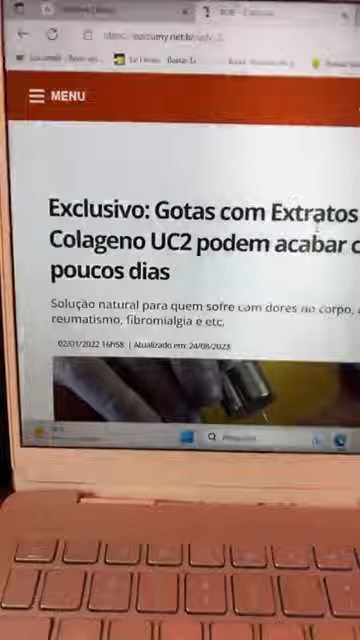 MENU
Exclusivo: Gotas com Extratos
Colageno UC2 podem acabar c
poucos dias
Solução natural para quem sofre com dores no corpo,
reumatismo, fibromialgia e etc.
02/01/2022 16h58 | Atualizado em: 24/08/2023